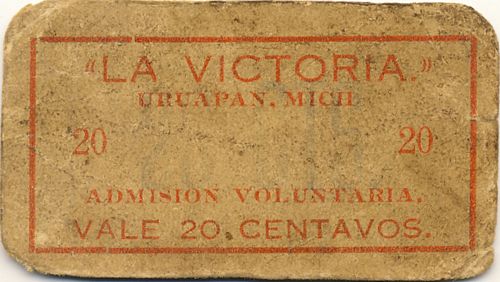 "LA VICTORIA."
URUAPAN, MICH
20 20
ADMISION VOLUNTARIA,
VALE 20 CENTAVOS.